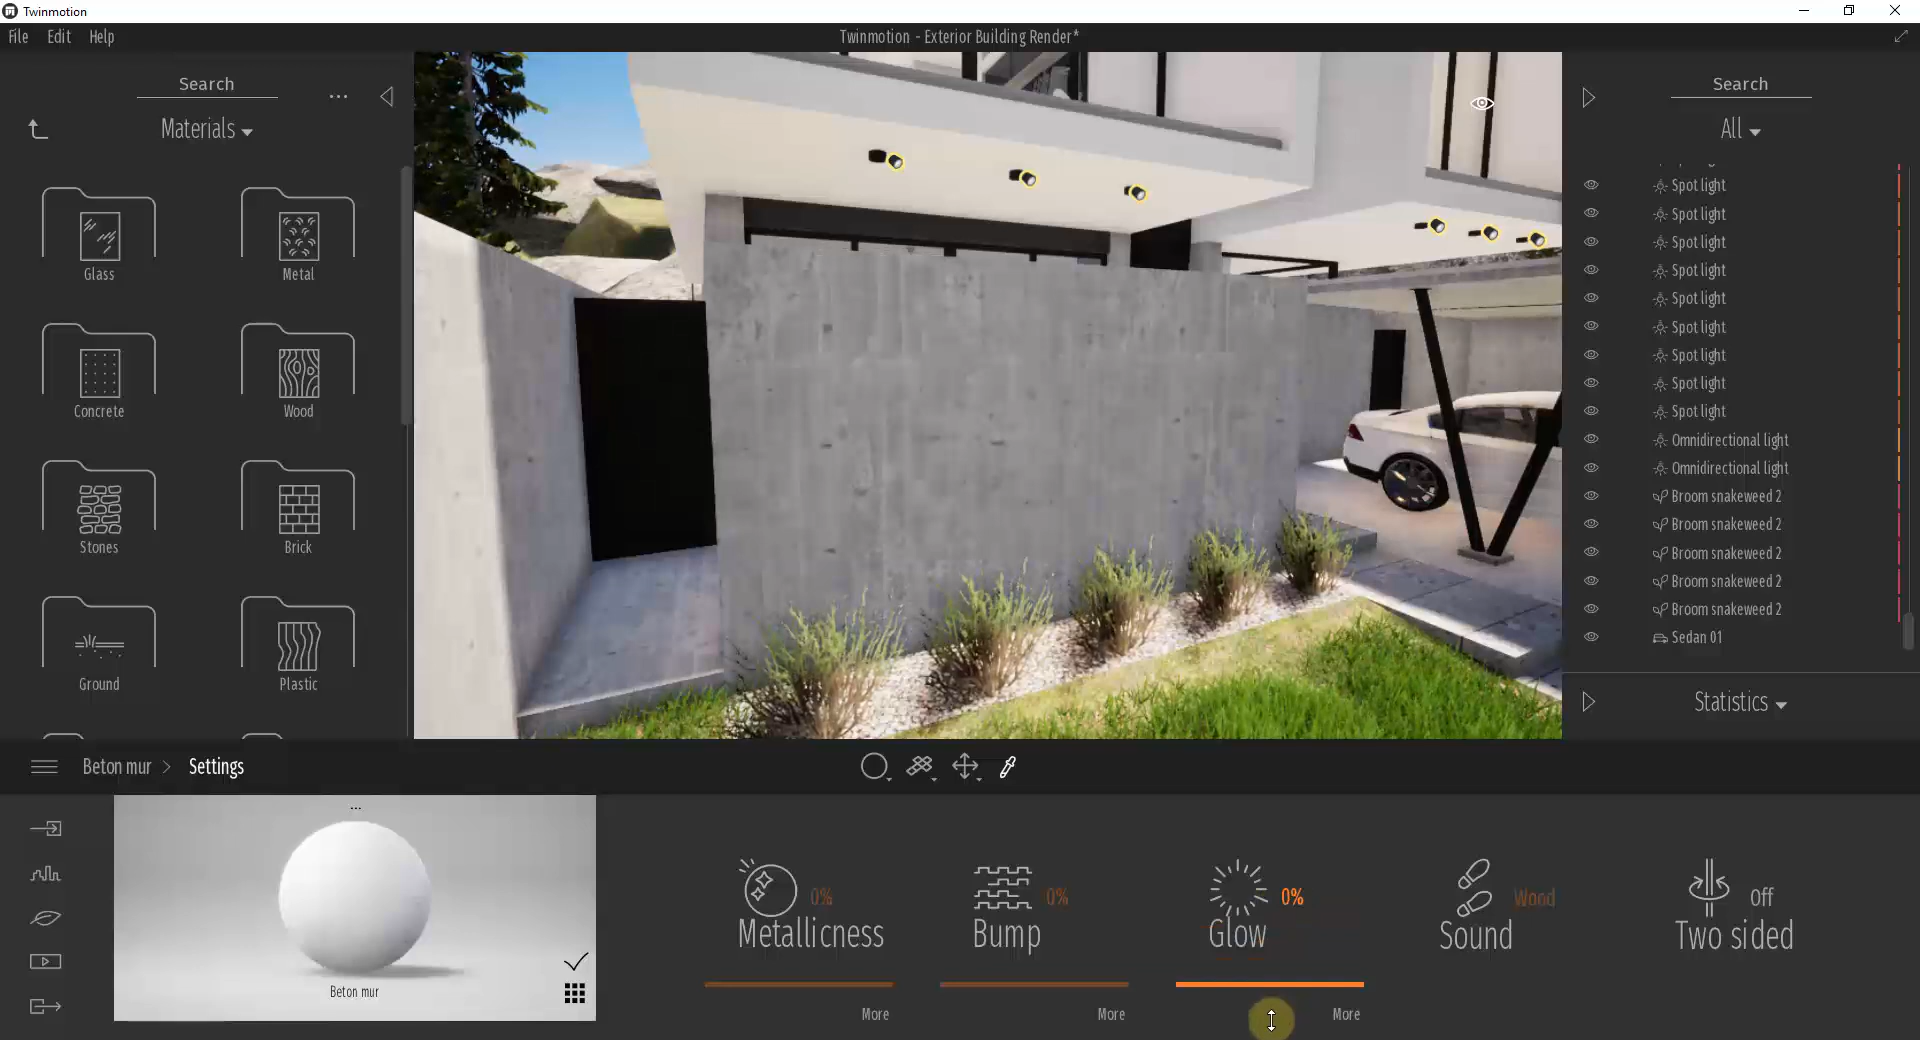 Twinmotion
File Edit Help
Twinmotion - Exterior Building Render*
Search
...
Materials
Glass
Metal
Concrete
Wood
Stones
Brick
Ground
Plastic
Search
All
Spot light
Spot light
Spot light
Spot light
Spot light
Spot light
Spot light
Spot light
Spot light
Omnidirectional light
Omnidirectional light
Broom snakeweed 2
Broom snakeweed 2
Broom snakeweed 2
Broom snakeweed 2
Broom snakeweed 2
Sedan 01
Statistics
Beton mur > Settings
...
Beton mur
0%
Metallicness
More
0%
Bump
More
0%
Glow
More
Wood
Sound
Off
Two sided